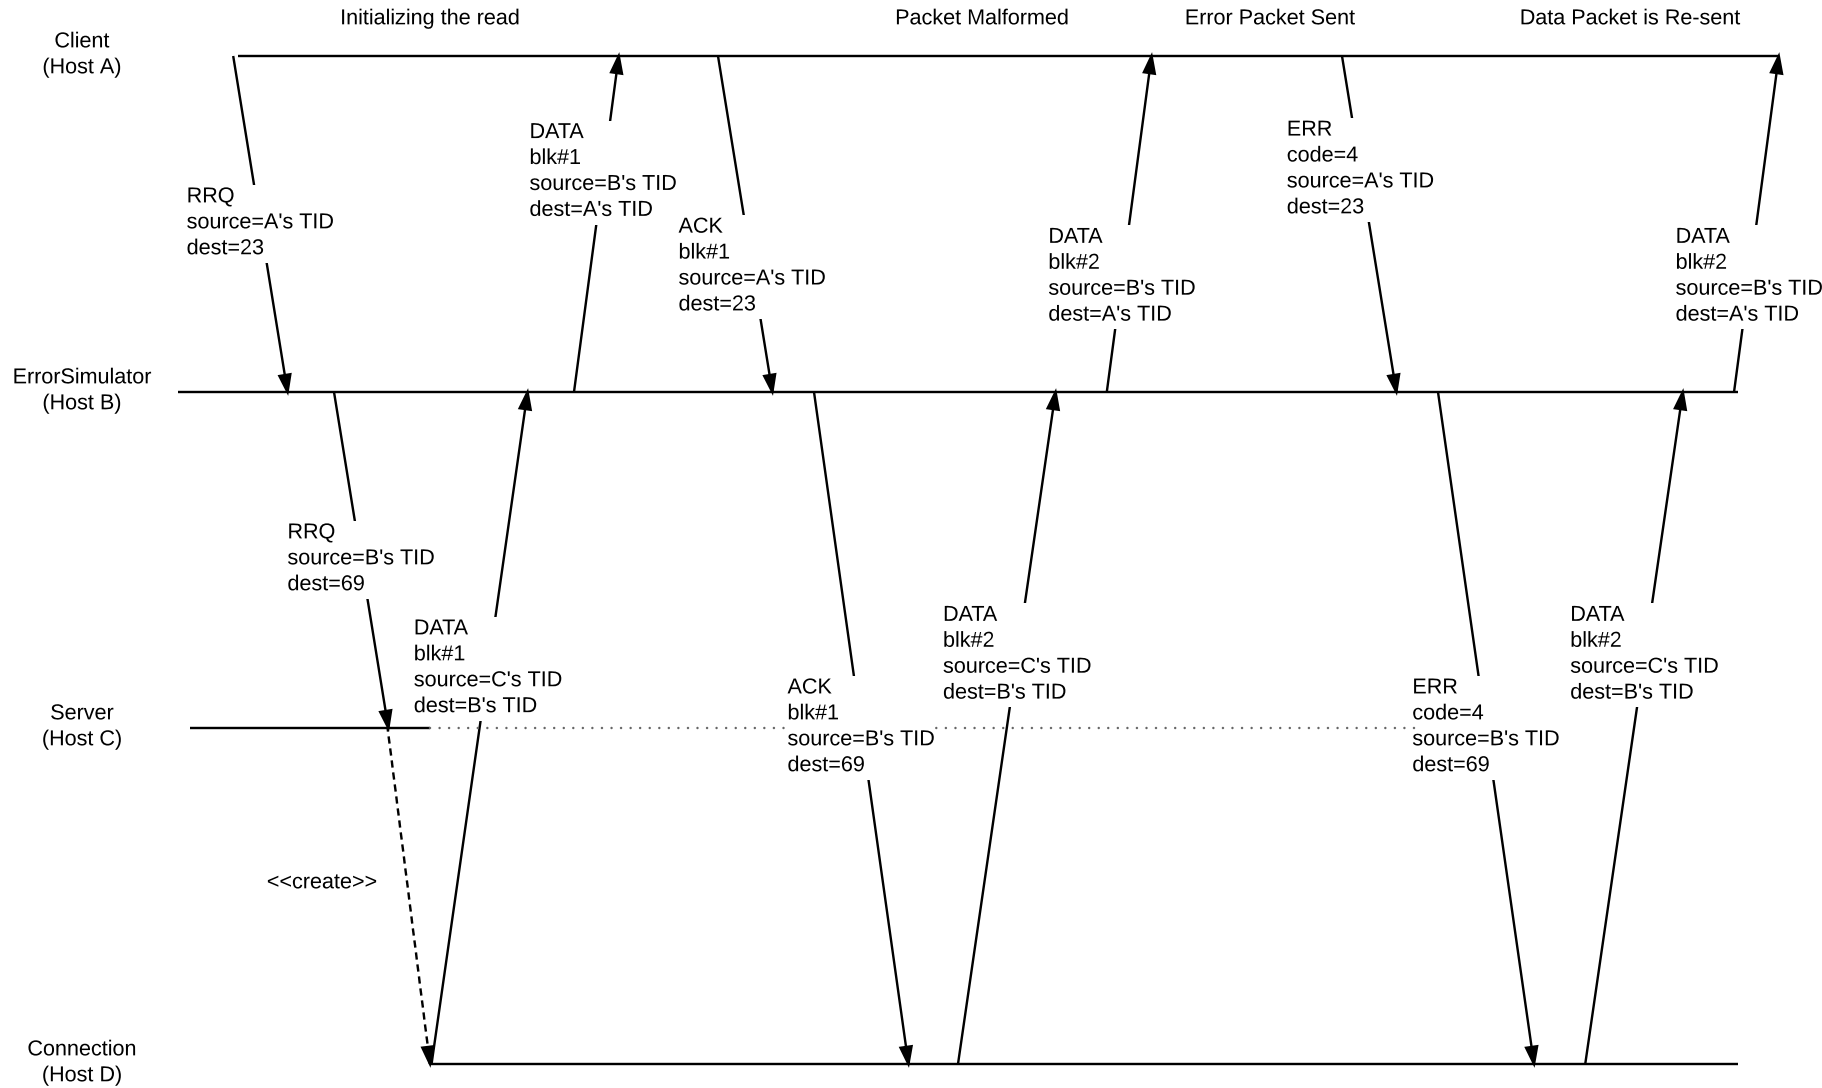 Initializing the read
Packet Malformed
Error Packet Sent
Data Packet is Re-sent
Client
(Host A)
RRQ
source=A's TID
dest=23
DATA
blk#1
source=B's TID
dest=A's TID
ACK
blk#1
source=A's TID
dest=23
DATA
blk#2
source=B's TID
dest=A's TID
ERR
code=4
source=A's TID
dest=23
DATA
blk#2
source=B's TID
dest=A's TID
ErrorSimulator
(Host B)
RRQ
source=B's TID
dest=69
DATA
blk#1
source=C's TID
dest=B's TID
ACK
blk#1
source=B's TID
dest=69
DATA
blk#2
source=C's TID
dest=B's TID
ERR
code=4
source=B's TID
dest=69
DATA
blk#2
source=C's TID
dest=B's TID
Server
(Host C)
<<create>>
Connection
(Host D)